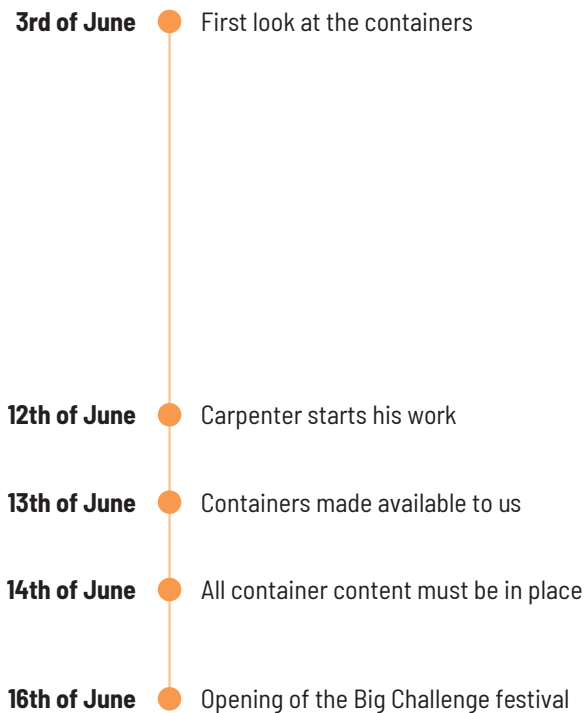 3rd of June First look at the containers
12th of June Carpenter starts his work
13th of June Containers made available to us
14th of June All container content must be in place
16th of June Opening of the Big Challenge festival